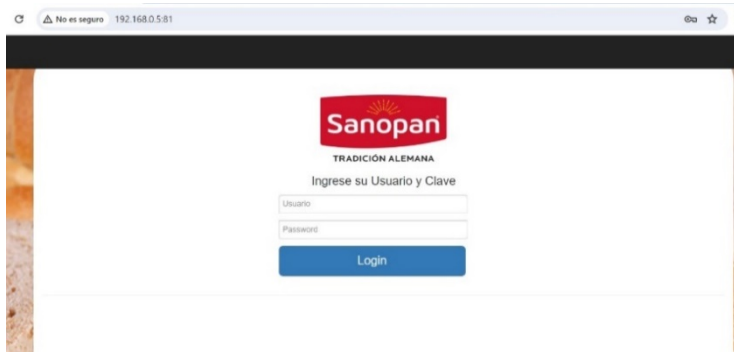 No es seguro 192.168.0.5:81
Sanopan
TRADICIÓN ALEMANA
Ingrese su Usuario y Clave
Usuario
Password
Login